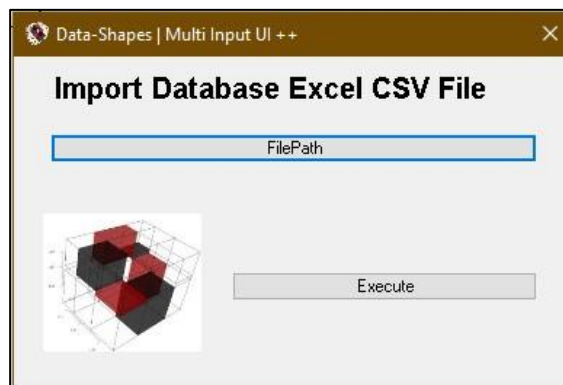 Data-Shapes | Multi Input UI ++
Import Database Excel CSV File
FilePath
Execute